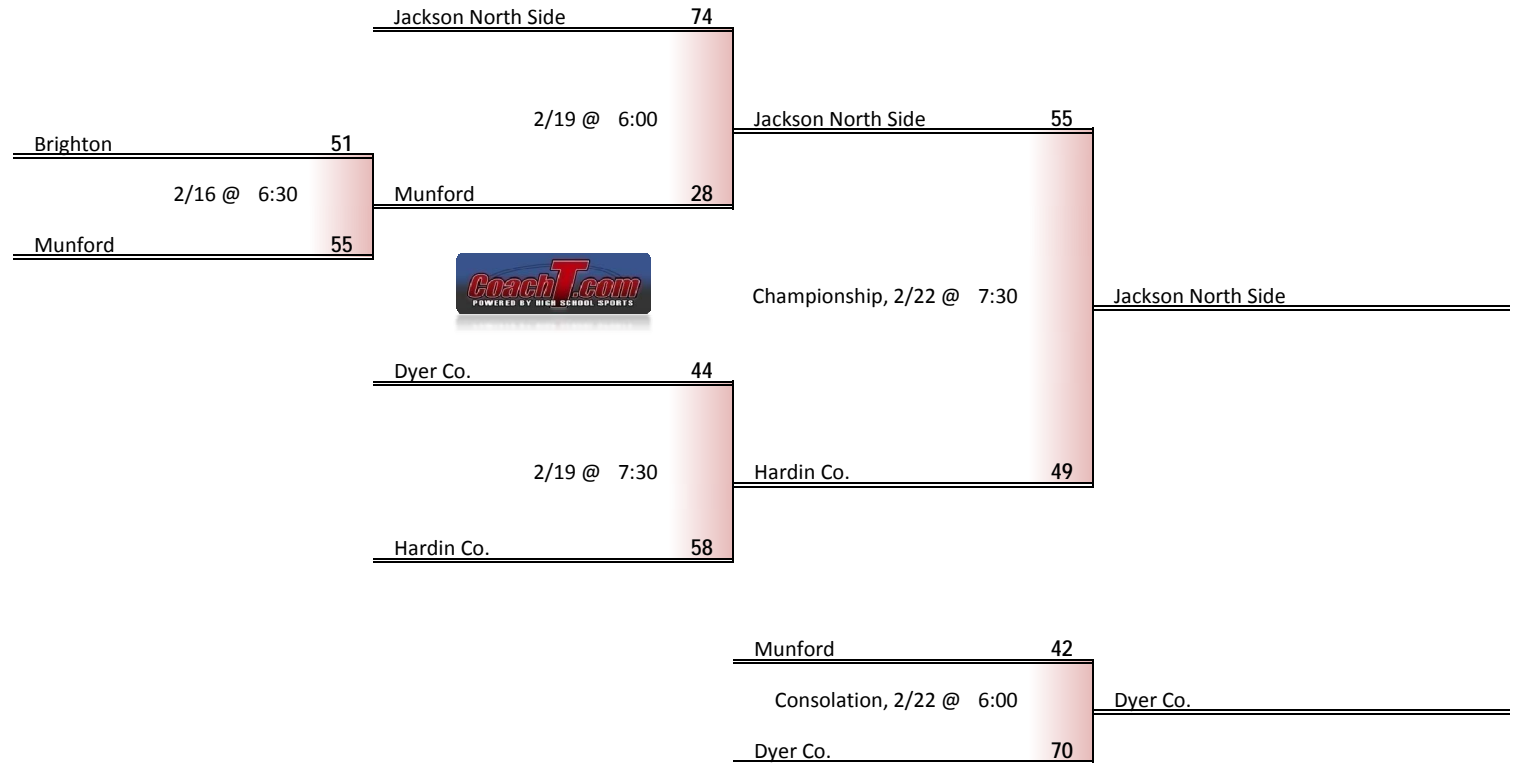 Jackson North Side 74
2/19 @ 6:00
Jackson North Side 55
Brighton 51
2/16 @ 6:30
Munford 28
Munford 55
CoachT.com
POWERED BY HIGH SCHOOL SPORTS
Championship, 2/22 @ 7:30
Jackson North Side
Dyer Co. 44
2/19 @ 7:30
Hardin Co. 49
Hardin Co. 58
Munford 42
Consolation, 2/22 @ 6:00
Dyer Co.
Dyer Co. 70